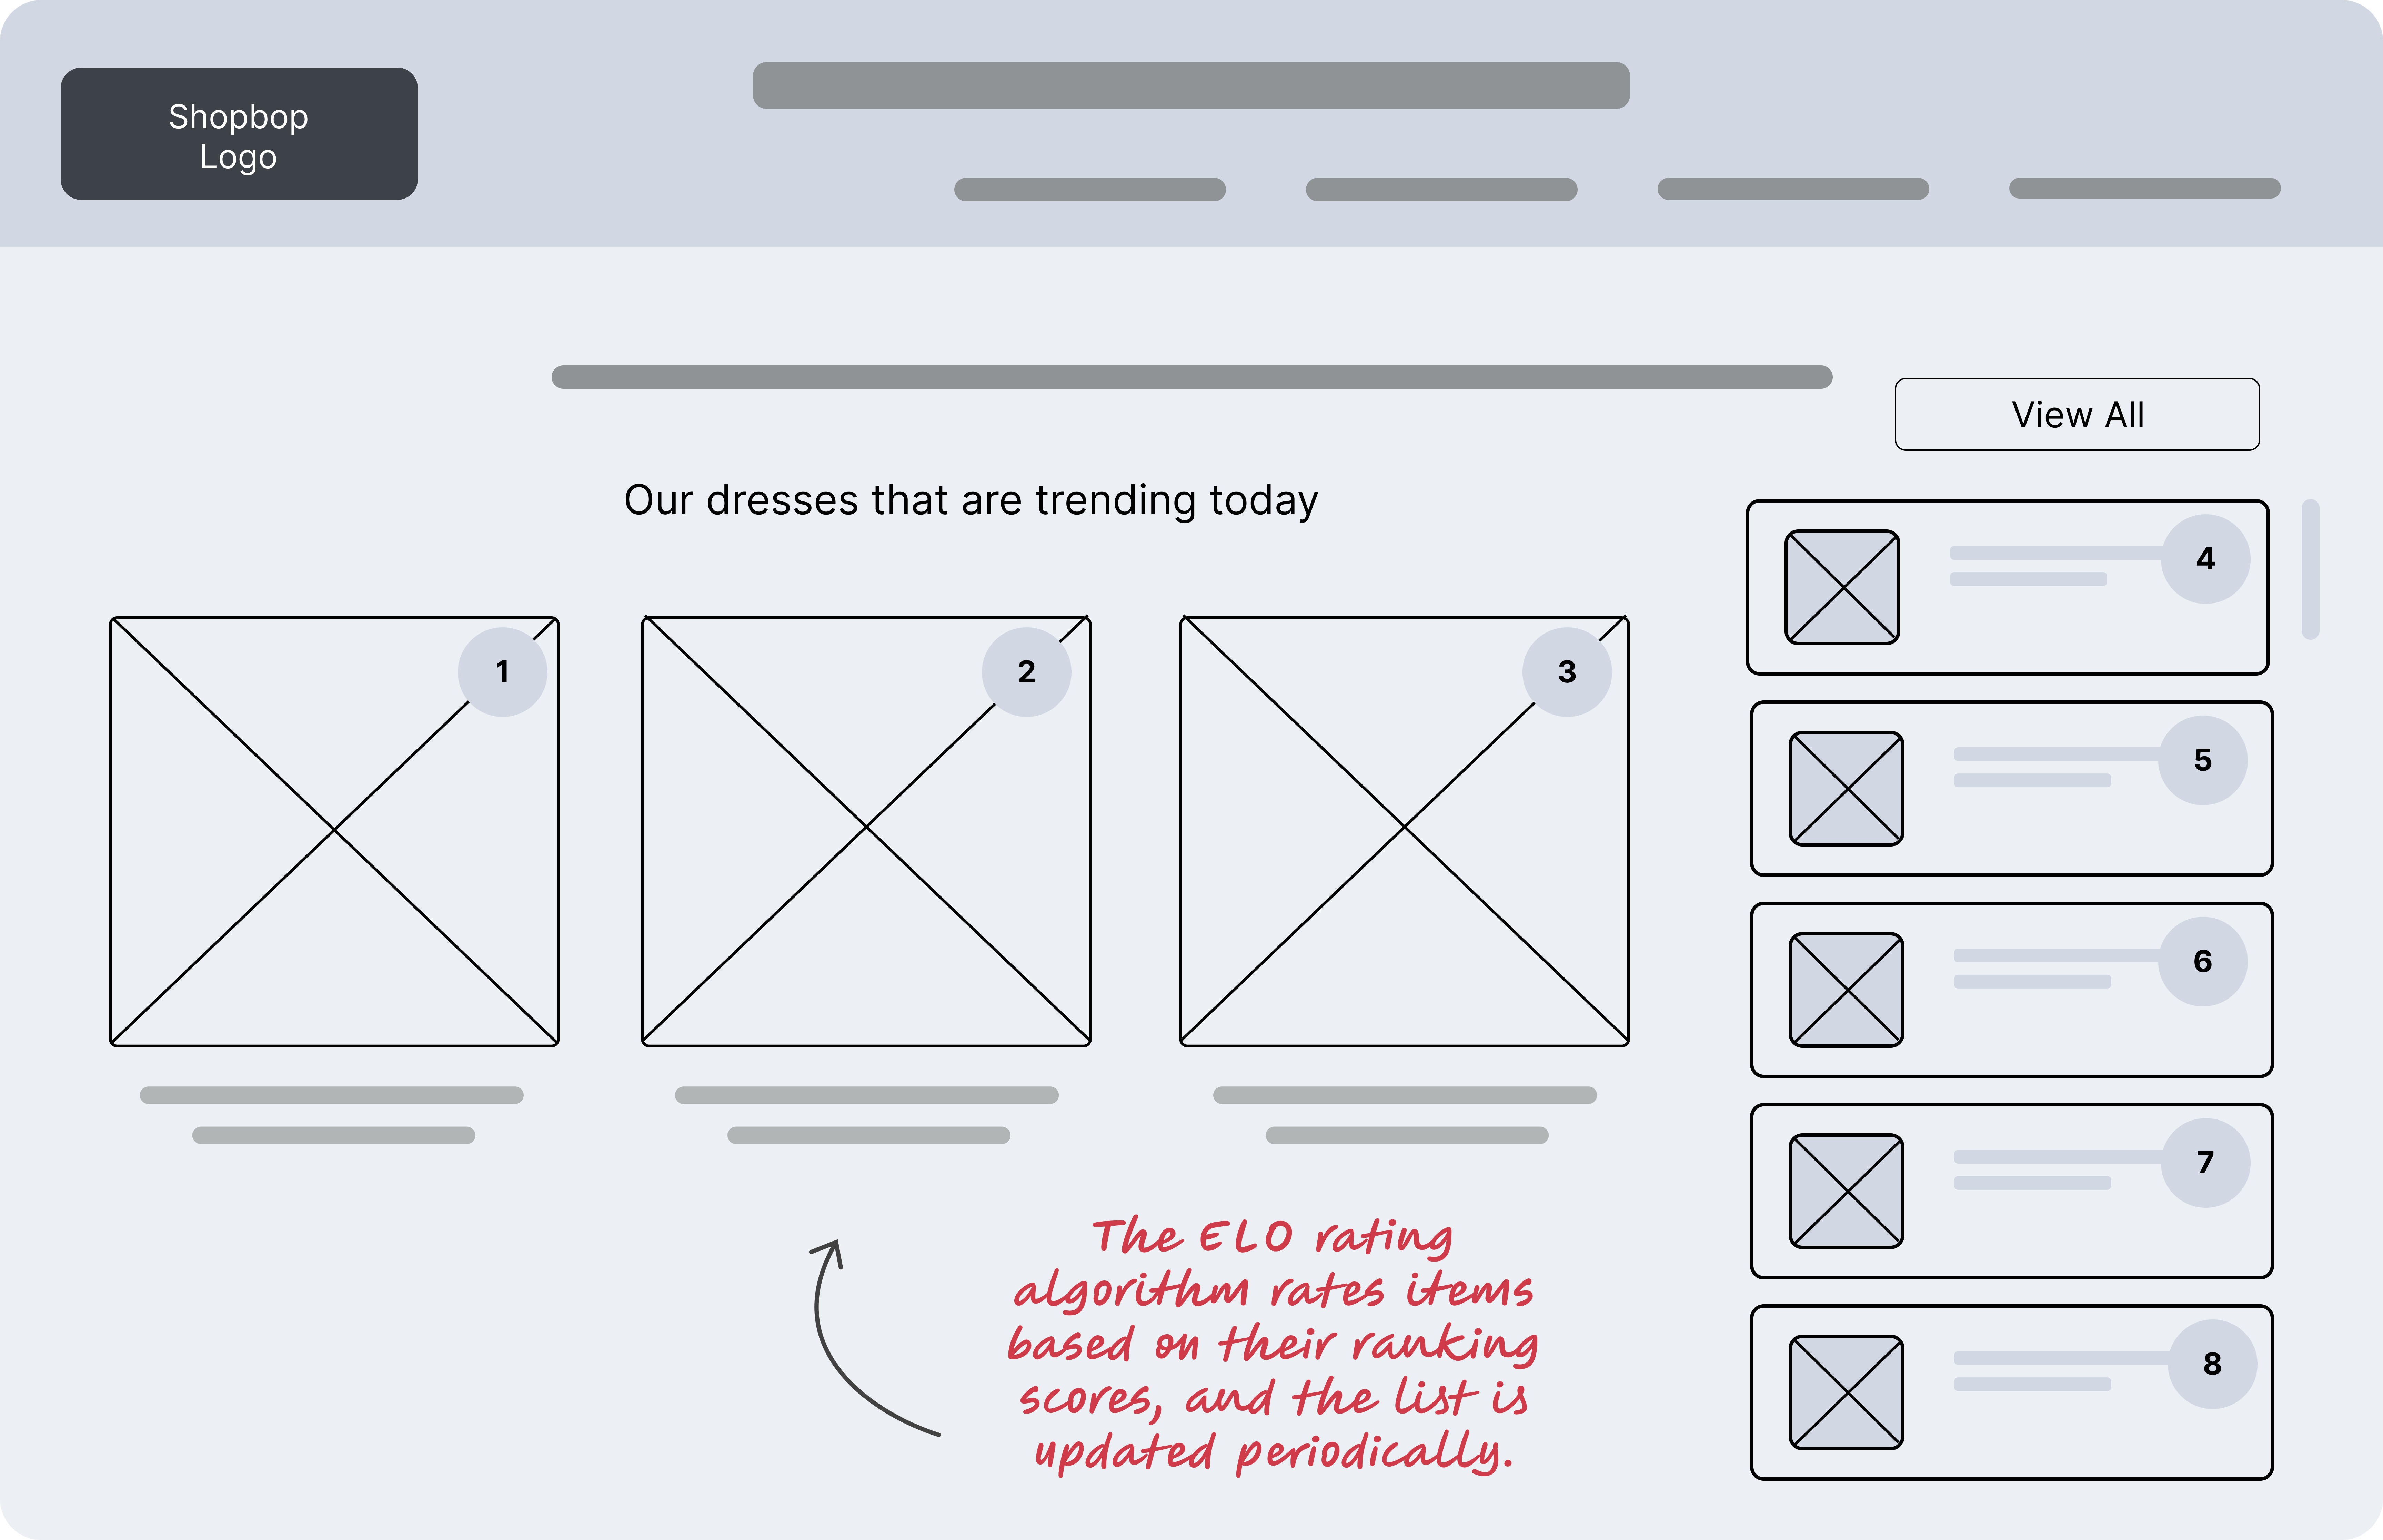 Shopbop
Logo
View All
Our dresses that are trending today
1
2
3
4
5
6
7
8
The ELO rating
algorithm rates items
based on their ranking
scores, and the list is
updated periodically.